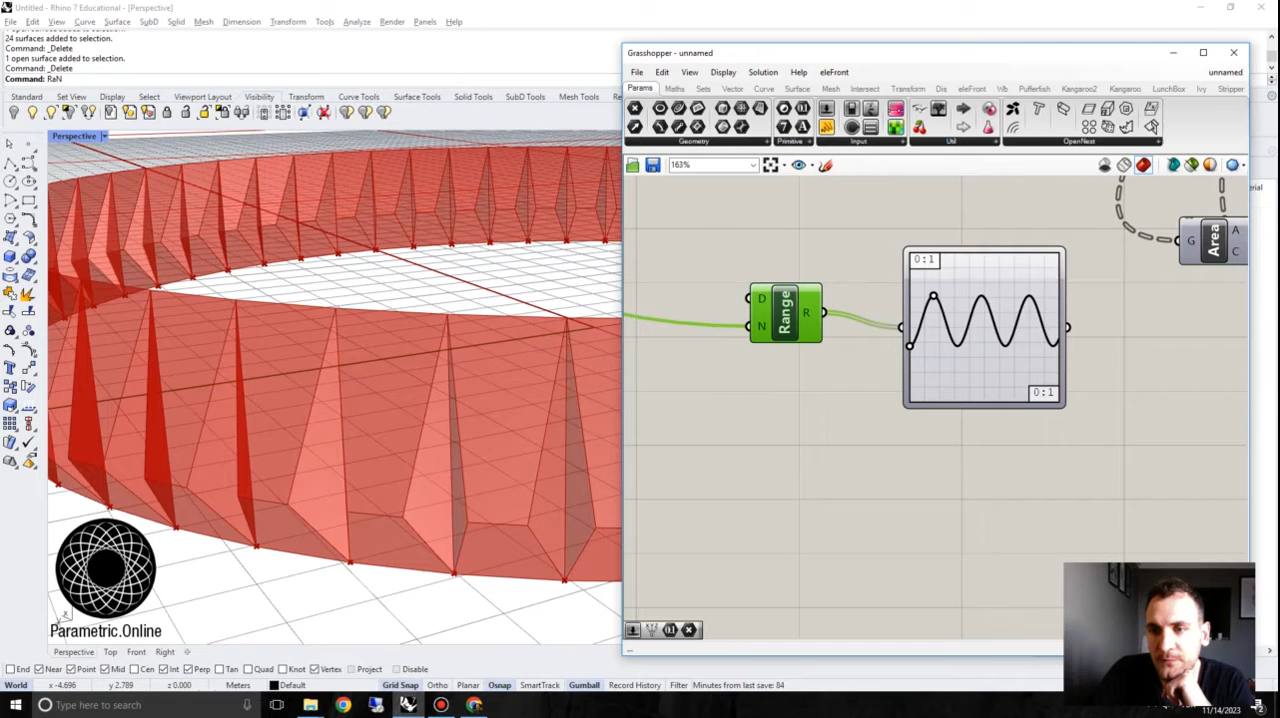 Untitled - Rhino 7 Educational - [Perspective]
File Edit View Curve Surface SubD Solid Mesh Dimension Transform Tools Analyze Render Panels Help
24 surfaces added to selection.
Command: _Delete
1 open surface added to selection.
Command: _Delete
Command: RaN
Standard Set View Display Select Viewport Layout Visibility Transform Curve Tools Surface Tools Solid Tools SubD Tools Mesh Tools
Perspective
Grasshopper - unnamed
File Edit View Display Solution Help eleFront unnamed
Params Maths Sets Vector Curve Surface Mesh Intersect Transform Dis eleFront Wb Pufferfish Kangaroo2 Kangaroo LunchBox Ivy Stripper
Geometry Primitive Input Util OpenNest
163%
D
N
Range
R
0:1
0:1
G
Area
A
C
x
Parametric.Online
Perspective Top Front Right
End Near Point Mid Cen Int Perp Tan Quad Knot Vertex Project Disable
World x -4.696 y 2.789 z 0.000 Meters Default Grid Snap Ortho Planar Osnap SmartTrack Gumball Record History Filter Minutes from last save: 84
Type here to search
11/14/2023
2